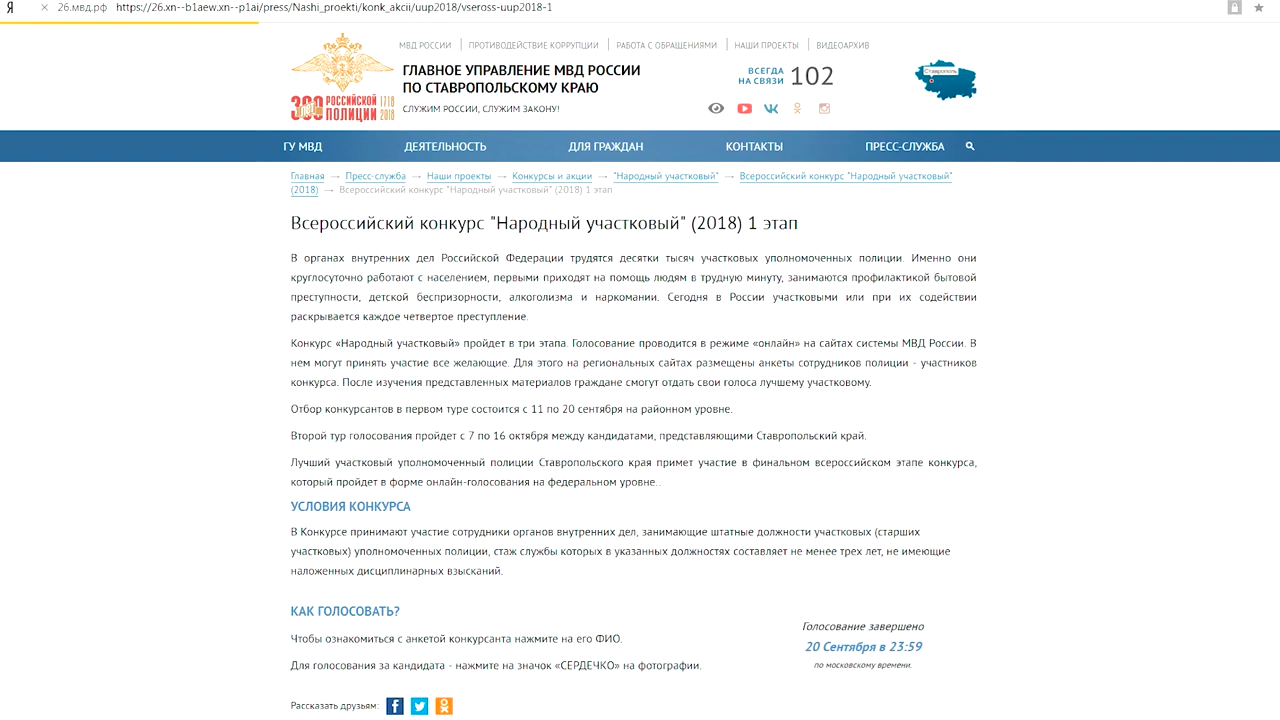 Я
26.мвд.рф https://26.xn--b1aew.xn--p1ai/press/Nashi_proekti/konk_akcii/uup2018/vseross-uup2018-1
МВД РОССИИ ПРОТИВОДЕЙСТВИЕ КОРРУПЦИИ РАБОТА С ОБРАЩЕНИЯМИ НАШИ ПРОЕКТЫ ВИДЕОАРХИВ
ГЛАВНОЕ УПРАВЛЕНИЕ МВД РОССИИ
ПО СТАВРОПОЛЬСКОМУ КРАЮ
СЛУЖИМ РОССИИ, СЛУЖИМ ЗАКОНУ!
300 РОССИЙСКОЙ 1718
ПОЛИЦИИ 2018
ВСЕГДА
НА СВЯЗИ 102
Ставрополь
ГУ МВД ДЕЯТЕЛЬНОСТЬ ДЛЯ ГРАЖДАН КОНТАКТЫ ПРЕСС-СЛУЖБА
Главная → Пресс-служба → Наши проекты → Конкурсы и акции → "Народный участковый" → Всероссийский конкурс "Народный участковый"
(2018) → Всероссийский конкурс "Народный участковый" (2018) 1 этап
Всероссийский конкурс "Народный участковый" (2018) 1 этап
В органах внутренних дел Российской Федерации трудятся десятки тысяч участковых уполномоченных полиции. Именно они
круглосуточно работают с населением, первыми приходят на помощь людям в трудную минуту, занимаются профилактикой бытовой
преступности, детской беспризорности, алкоголизма и наркомании. Сегодня в России участковыми или при их содействии
раскрывается каждое четвертое преступление.
Конкурс «Народный участковый» пройдет в три этапа. Голосование проводится в режиме «онлайн» на сайтах системы МВД России. В
нем могут принять участие все желающие. Для этого на региональных сайтах размещены анкеты сотрудников полиции - участников
конкурса. После изучения представленных материалов граждане смогут отдать свои голоса лучшему участковому.
Отбор конкурсантов в первом туре состоится с 11 по 20 сентября на районном уровне.
Второй тур голосования пройдет с 7 по 16 октября между кандидатами, представляющими Ставропольский край.
Лучший участковый уполномоченный полиции Ставропольского края примет участие в финальном всероссийском этапе конкурса,
который пройдет в форме онлайн-голосования на федеральном уровне..
УСЛОВИЯ КОНКУРСА
В Конкурсе принимают участие сотрудники органов внутренних дел, занимающие штатные должности участковых (старших
участковых) уполномоченных полиции, стаж службы которых в указанных должностях составляет не менее трех лет, не имеющие
наложенных дисциплинарных взысканий.
КАК ГОЛОСОВАТЬ?
Чтобы ознакомиться с анкетой конкурсанта нажмите на его ФИО.
Для голосования за кандидата - нажмите на значок «СЕРДЕЧКО» на фотографии.
Голосование завершено
20 Сентября в 23:59
по московскому времени.
Рассказать друзьям: